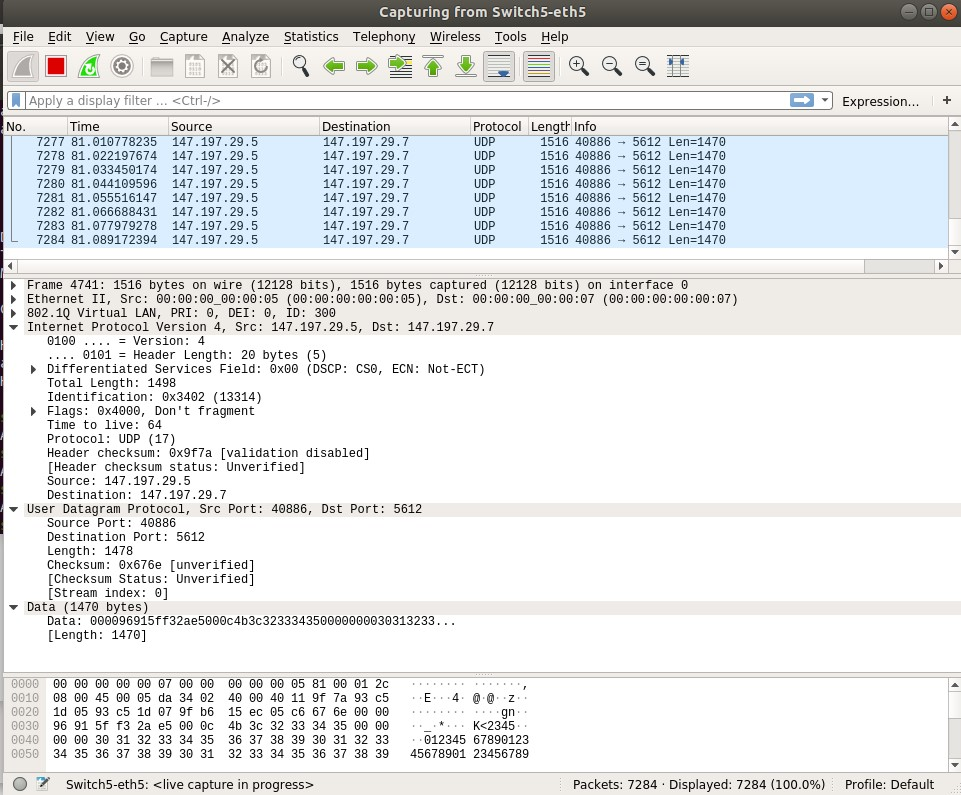 Capturing from Switch5-eth5
File Edit View Go Capture Analyze Statistics Telephony Wireless Tools Help
Apply a display filter ... <Ctrl-/> Expression... +
No. Time Source Destination Protocol Length Info
7277 81.010778235 147.197.29.5 147.197.29.7 UDP 1516 40886 → 5612 Len=1470
7278 81.022197674 147.197.29.5 147.197.29.7 UDP 1516 40886 → 5612 Len=1470
7279 81.033450174 147.197.29.5 147.197.29.7 UDP 1516 40886 → 5612 Len=1470
7280 81.044109596 147.197.29.5 147.197.29.7 UDP 1516 40886 → 5612 Len=1470
7281 81.055516147 147.197.29.5 147.197.29.7 UDP 1516 40886 → 5612 Len=1470
7282 81.066688431 147.197.29.5 147.197.29.7 UDP 1516 40886 → 5612 Len=1470
7283 81.077979278 147.197.29.5 147.197.29.7 UDP 1516 40886 → 5612 Len=1470
7284 81.089172394 147.197.29.5 147.197.29.7 UDP 1516 40886 → 5612 Len=1470
Frame 4741: 1516 bytes on wire (12128 bits), 1516 bytes captured (12128 bits) on interface 0
Ethernet II, Src: 00:00:00_00:00:05 (00:00:00:00:00:05), Dst: 00:00:00_00:00:07 (00:00:00:00:00:07)
802.1Q Virtual LAN, PRI: 0, DEI: 0, ID: 300
Internet Protocol Version 4, Src: 147.197.29.5, Dst: 147.197.29.7
0100 .... = Version: 4
.... 0101 = Header Length: 20 bytes (5)
Differentiated Services Field: 0x00 (DSCP: CS0, ECN: Not-ECT)
Total Length: 1498
Identification: 0x3402 (13314)
Flags: 0x4000, Don't fragment
Time to live: 64
Protocol: UDP (17)
Header checksum: 0x9f7a [validation disabled]
[Header checksum status: Unverified]
Source: 147.197.29.5
Destination: 147.197.29.7
User Datagram Protocol, Src Port: 40886, Dst Port: 5612
Source Port: 40886
Destination Port: 5612
Length: 1478
Checksum: 0x676e [unverified]
[Checksum Status: Unverified]
[Stream index: 0]
Data (1470 bytes)
Data: 000096915ff32ae5000c4b3c323334350000000030313233...
[Length: 1470]
0000 00 00 00 00 00 07 00 00 00 00 00 05 81 00 01 2c ········ ·······,
0010 08 00 45 00 05 da 34 02 40 00 40 11 9f 7a 93 c5 ··E···4· @·@··z··
0020 1d 05 93 c5 1d 07 9f b6 15 ec 05 c6 67 6e 00 00 ········ ····gn··
0030 96 91 5f f3 2a e5 00 0c 4b 3c 32 33 34 35 00 00 ··_·*··· K<2345··
0040 00 00 30 31 32 33 34 35 36 37 38 39 30 31 32 33 ··012345 67890123
0050 34 35 36 37 38 39 30 31 32 33 34 35 36 37 38 39 45678901 23456789
Switch5-eth5: <live capture in progress> Packets: 7284 · Displayed: 7284 (100.0%) Profile: Default